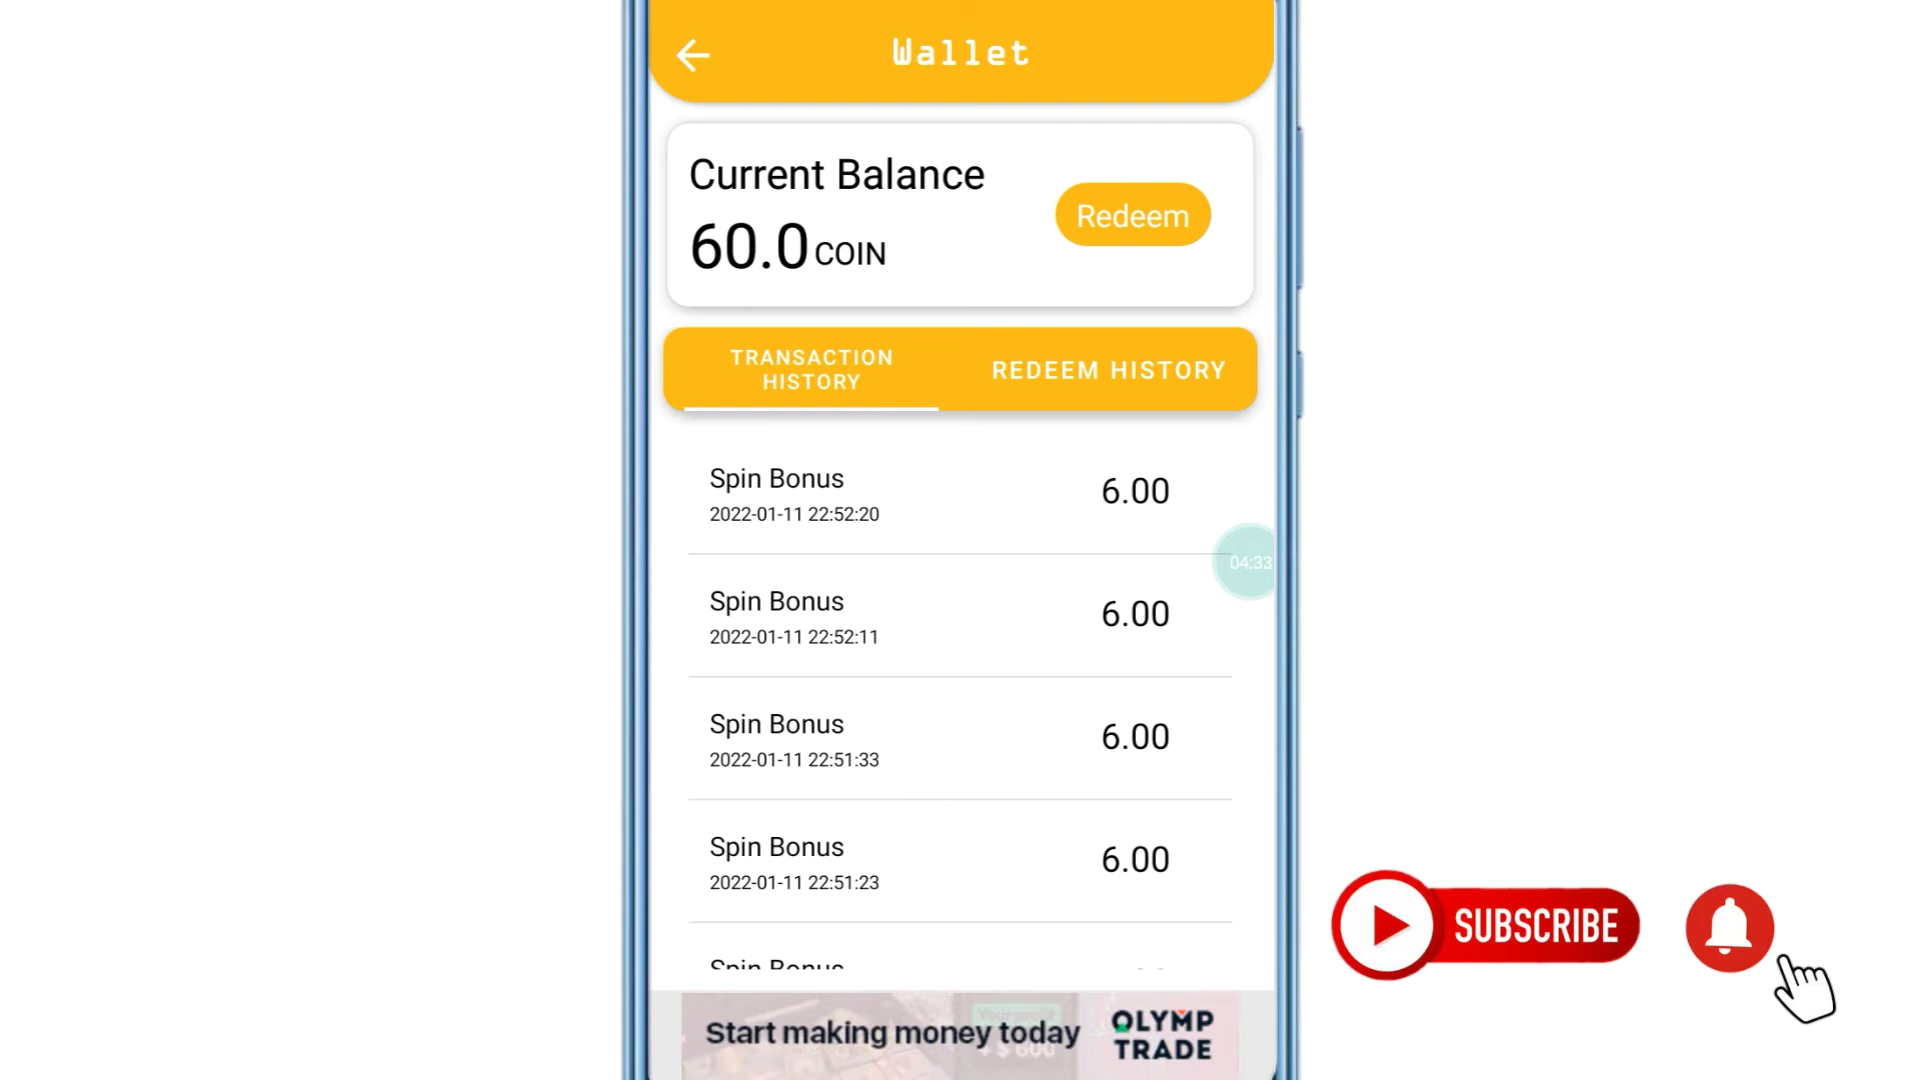 Wallet
Current Balance
60.0 COIN
Redeem
TRANSACTION
HISTORY
REDEEM HISTORY
Spin Bonus
6.00
2022-01-11 22:52:20
04:33
Spin Bonus
6.00
2022-01-11 22:52:11
Spin Bonus
6.00
2022-01-11 22:51:33
Spin Bonus
6.00
2022-01-11 22:51:23
Spin Bonus
SUBSCRIBE
Start making money today
OLYMP
TRADE